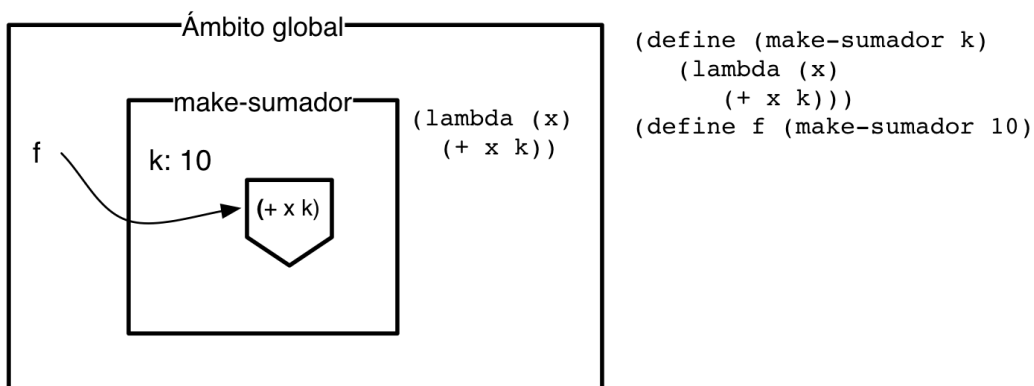 Ámbito global
(define (make-sumador k)
(lambda (x)
(+ x k)))
(define f (make-sumador 10)
make-sumador
(lambda (x)
(+ x k))
f
k: 10
(+ x k)